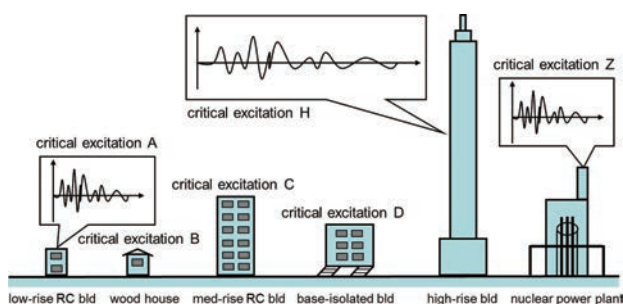 critical excitation H
critical excitation Z
critical excitation A
critical excitation B
critical excitation C
critical excitation D
low-rise RC bld
wood house
med-rise RC bld
base-isolated bld
high-rise bld
nuclear power plant